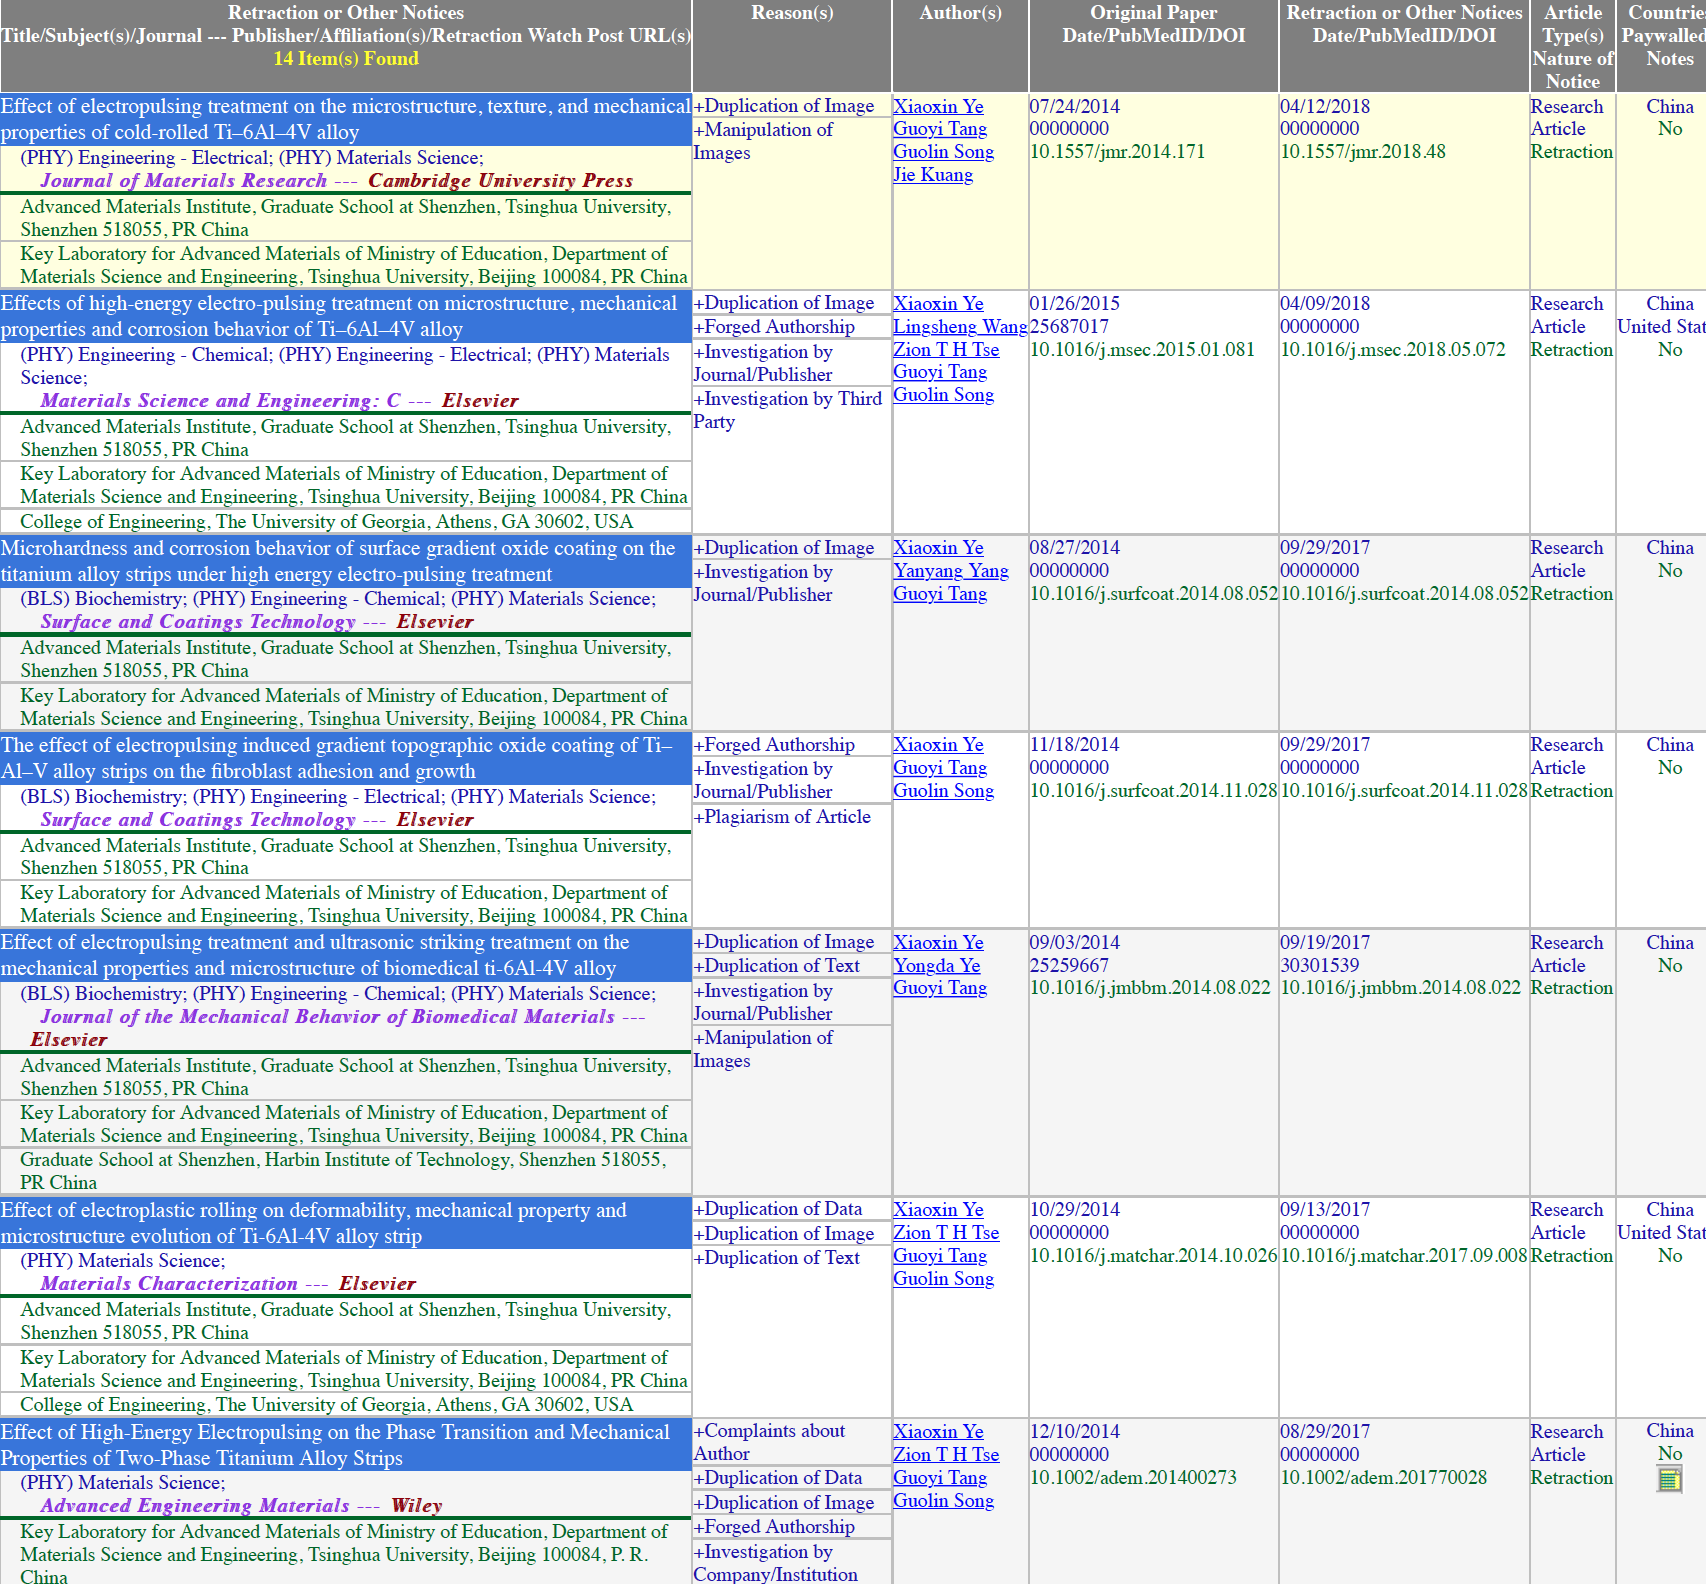 Retraction or Other Notices
Title/Subject(s)/Journal --- Publisher/Affiliation(s)/Retraction Watch Post URL(s)
14 Item(s) Found
Reason(s)
Author(s)
Original Paper
Date/PubMedID/DOI
Retraction or Other Notices
Date/PubMedID/DOI
Article
Type(s)
Nature of
Notice
Paywalled
Notes
Effect of electropulsing treatment on the microstructure, texture, and mechanical
properties of cold-rolled Ti–6Al–4V alloy
(PHY) Engineering - Electrical; (PHY) Materials Science;
Journal of Materials Research --- Cambridge University Press
Advanced Materials Institute, Graduate School at Shenzhen, Tsinghua University,
Shenzhen 518055, PR China
Key Laboratory for Advanced Materials of Ministry of Education, Department of
Materials Science and Engineering, Tsinghua University, Beijing 100084, PR China
+Duplication of Image
+Manipulation of
Images
Xiaoxin Ye
Guoyi Tang
Guolin Song
Jie Kuang
07/24/2014
00000000
10.1557/jmr.2014.171
04/12/2018
00000000
10.1557/jmr.2018.48
Research
Article
Retraction
China
No
Effects of high-energy electro-pulsing treatment on microstructure, mechanical
properties and corrosion behavior of Ti–6Al–4V alloy
(PHY) Engineering - Chemical; (PHY) Engineering - Electrical; (PHY) Materials
Science;
Materials Science and Engineering: C --- Elsevier
Advanced Materials Institute, Graduate School at Shenzhen, Tsinghua University,
Shenzhen 518055, PR China
Key Laboratory for Advanced Materials of Ministry of Education, Department of
Materials Science and Engineering, Tsinghua University, Beijing 100084, PR China
College of Engineering, The University of Georgia, Athens, GA 30602, USA
+Duplication of Image
+Forged Authorship
+Investigation by
Journal/Publisher
+Investigation by Third
Party
Xiaoxin Ye
Lingsheng Wang
Zion T H Tse
Guoyi Tang
Guolin Song
01/26/2015
25687017
10.1016/j.msec.2015.01.081
04/09/2018
00000000
10.1016/j.msec.2018.05.072
Research
Article
Retraction
China
United Stat
No
Microhardness and corrosion behavior of surface gradient oxide coating on the
titanium alloy strips under high energy electro-pulsing treatment
(BLS) Biochemistry; (PHY) Engineering - Chemical; (PHY) Materials Science;
Surface and Coatings Technology --- Elsevier
Advanced Materials Institute, Graduate School at Shenzhen, Tsinghua University,
Shenzhen 518055, PR China
Key Laboratory for Advanced Materials of Ministry of Education, Department of
Materials Science and Engineering, Tsinghua University, Beijing 100084, PR China
+Duplication of Image
+Investigation by
Journal/Publisher
Xiaoxin Ye
Yanyang Yang
Guoyi Tang
08/27/2014
00000000
10.1016/j.surfcoat.2014.08.052
09/29/2017
00000000
10.1016/j.surfcoat.2014.08.052
Research
Article
Retraction
China
No
The effect of electropulsing induced gradient topographic oxide coating of Ti–
Al–V alloy strips on the fibroblast adhesion and growth
(BLS) Biochemistry; (PHY) Engineering - Electrical; (PHY) Materials Science;
Surface and Coatings Technology --- Elsevier
Advanced Materials Institute, Graduate School at Shenzhen, Tsinghua University,
Shenzhen 518055, PR China
Key Laboratory for Advanced Materials of Ministry of Education, Department of
Materials Science and Engineering, Tsinghua University, Beijing 100084, PR China
+Forged Authorship
+Investigation by
Journal/Publisher
+Plagiarism of Article
Xiaoxin Ye
Guoyi Tang
Guolin Song
11/18/2014
00000000
10.1016/j.surfcoat.2014.11.028
09/29/2017
00000000
10.1016/j.surfcoat.2014.11.028
Research
Article
Retraction
China
No
Effect of electropulsing treatment and ultrasonic striking treatment on the
mechanical properties and microstructure of biomedical ti-6Al-4V alloy
(BLS) Biochemistry; (PHY) Engineering - Chemical; (PHY) Materials Science;
Journal of the Mechanical Behavior of Biomedical Materials ---
Elsevier
Advanced Materials Institute, Graduate School at Shenzhen, Tsinghua University,
Shenzhen 518055, PR China
Key Laboratory for Advanced Materials of Ministry of Education, Department of
Materials Science and Engineering, Tsinghua University, Beijing 100084, PR China
Graduate School at Shenzhen, Harbin Institute of Technology, Shenzhen 518055,
PR China
+Duplication of Image
+Duplication of Text
+Investigation by
Journal/Publisher
+Manipulation of
Images
Xiaoxin Ye
Yongda Ye
Guoyi Tang
09/03/2014
25259667
10.1016/j.jmbbm.2014.08.022
09/19/2017
30301539
10.1016/j.jmbbm.2014.08.022
Research
Article
Retraction
China
No
Effect of electroplastic rolling on deformability, mechanical property and
microstructure evolution of Ti-6Al-4V alloy strip
(PHY) Materials Science;
Materials Characterization --- Elsevier
Advanced Materials Institute, Graduate School at Shenzhen, Tsinghua University,
Shenzhen 518055, PR China
Key Laboratory for Advanced Materials of Ministry of Education, Department of
Materials Science and Engineering, Tsinghua University, Beijing 100084, PR China
College of Engineering, The University of Georgia, Athens, GA 30602, USA
+Duplication of Data
+Duplication of Image
+Duplication of Text
Xiaoxin Ye
Zion T H Tse
Guoyi Tang
Guolin Song
10/29/2014
00000000
10.1016/j.matchar.2014.10.026
09/13/2017
00000000
10.1016/j.matchar.2017.09.008
Research
Article
Retraction
China
United Stat
No
Effect of High-Energy Electropulsing on the Phase Transition and Mechanical
Properties of Two-Phase Titanium Alloy Strips
(PHY) Materials Science;
Advanced Engineering Materials --- Wiley
Key Laboratory for Advanced Materials of Ministry of Education, Department of
Materials Science and Engineering, Tsinghua University, Beijing 100084, P. R.
China
+Complaints about
Author
+Duplication of Data
+Duplication of Image
+Forged Authorship
+Investigation by
Company/Institution
Xiaoxin Ye
Zion T H Tse
Guoyi Tang
Guolin Song
12/10/2014
00000000
10.1002/adem.201400273
08/29/2017
00000000
10.1002/adem.201770028
Research
Article
Retraction
China
No